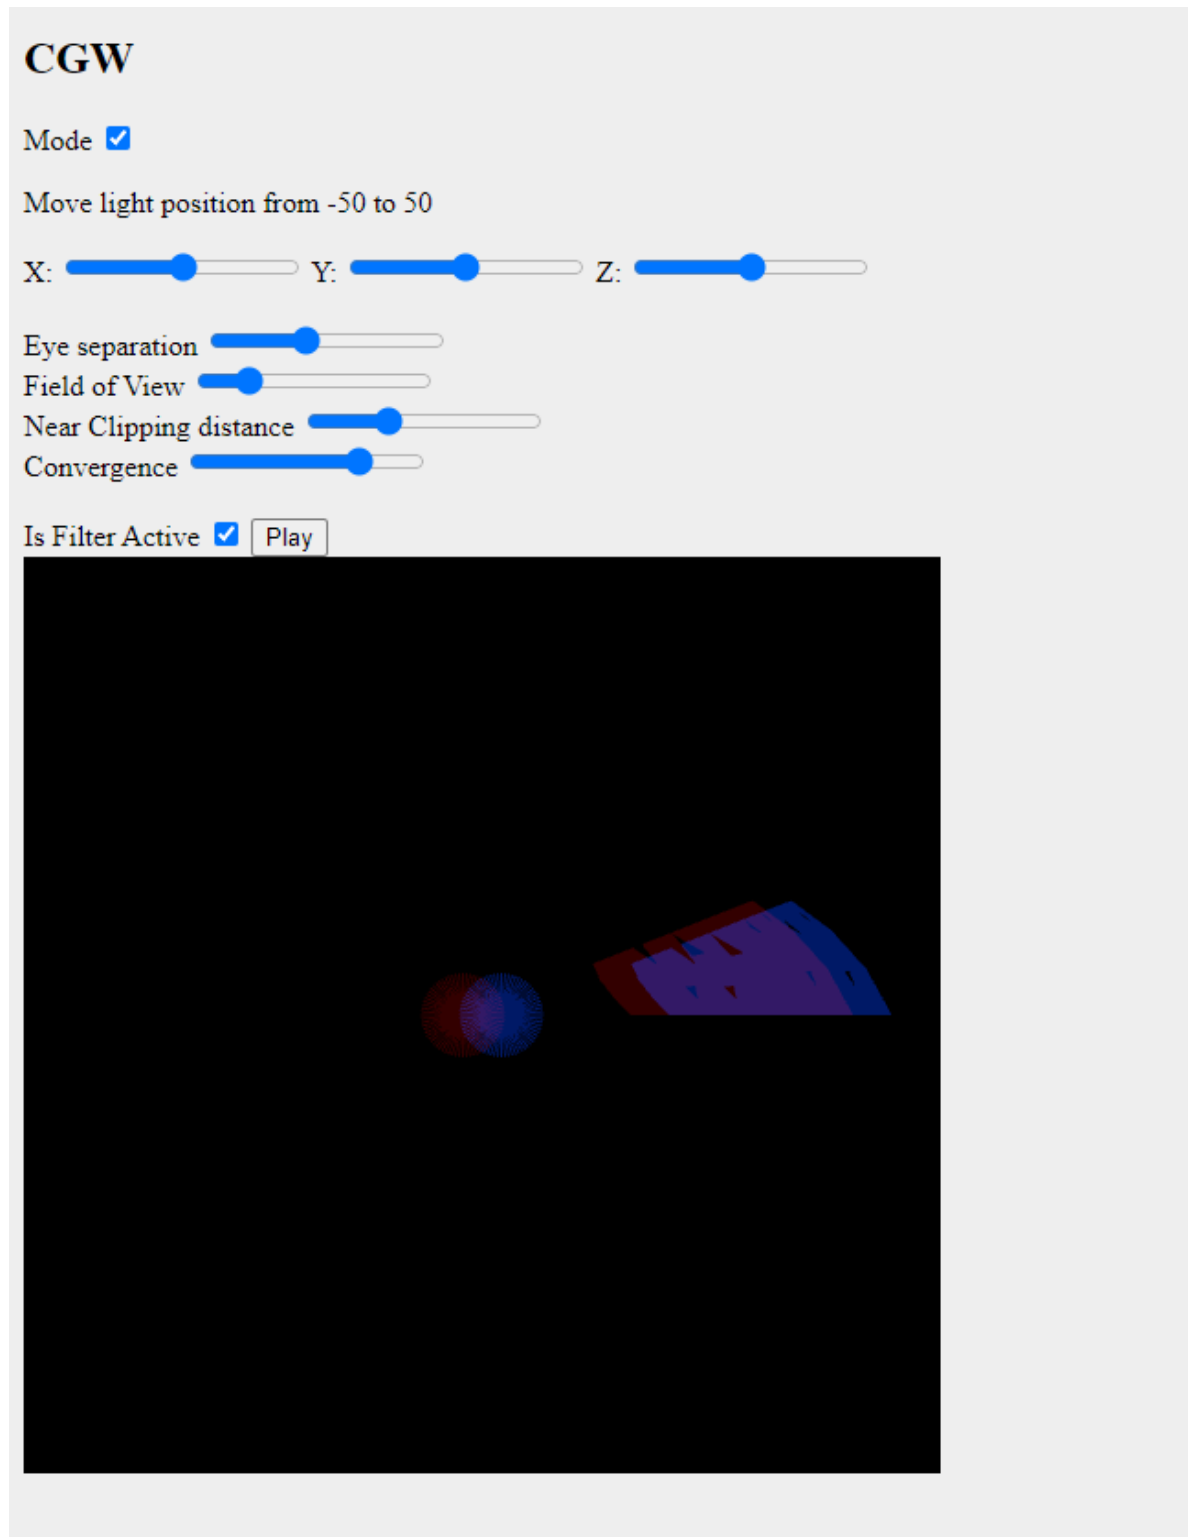 CGW
Mode
Move light position from -50 to 50
X: Y: Z:
Eye separation
Field of View
Near Clipping distance
Convergence
Is Filter Active Play